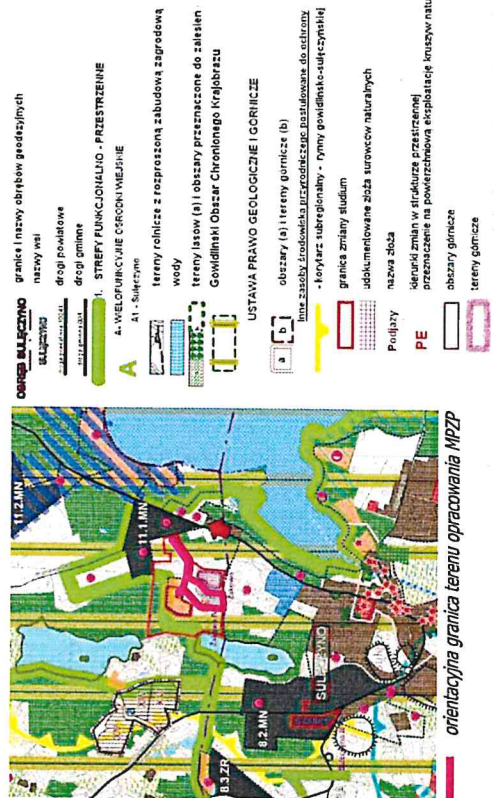 granice i nazwy obrębów geodezyjnych
OBRĘB SULĘCZYNO
nazwy wsi
SULĘCZYNO
drogi powiatowe
drogi gminne
1. STREFY FUNKCJONALNO - PRZESTRZENNE
A - WIELOFUNKCYJNE OŚRODKI WIEJSKIE
A
A1 - Sulęczyno
tereny rolnicze z rozproszoną zabudową zagrodową
wody
tereny lasów (a) i obszary przeznaczone do zalesień
Gowidliński Obszar Chronionego Krajobrazu
USTAWA PRAWO GEOLOGICZNE I GÓRNICZE
a b
obszary (a) i tereny górnicze (b)
Inne zasoby środowiska przyrodniczego postulowane do ochrony
- korytarz subregionalny - rynny gowidlinsko-sulęczyńskiej
granica zmiany studium
udokumentowane złoża surowców naturalnych
Podjazy
nazwa złoża
PE
kierunki zmian w strukturze przestrzennej
przeznaczenie na powierzchniową eksploatację kruszyw natu
obszary górnicze
tereny górnicze
11.2.MN
11.1.MN
8.2.MN
8.3.ZR
orientacyjna granica terenu opracowania MPZP